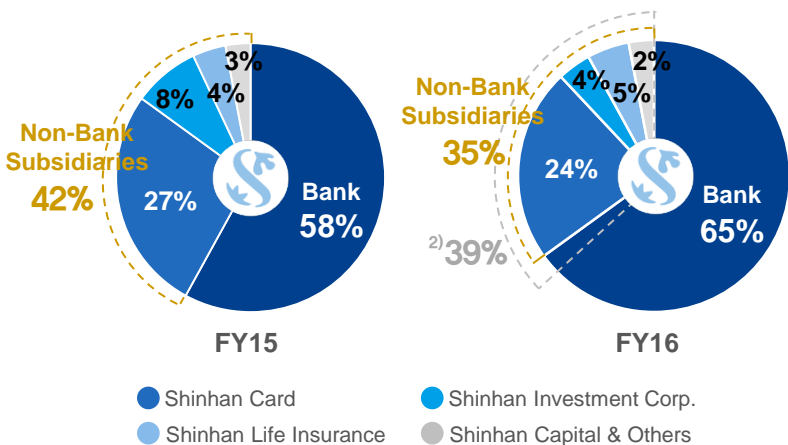 3%
8%
4%
Non-Bank
Subsidiaries
42%
27%
Bank
58%
FY15
2%
4%
5%
Non-Bank
Subsidiaries
35%
24%
Bank
65%
2)39%
FY16
Shinhan Card
Shinhan Investment Corp.
Shinhan Life Insurance
Shinhan Capital & Others